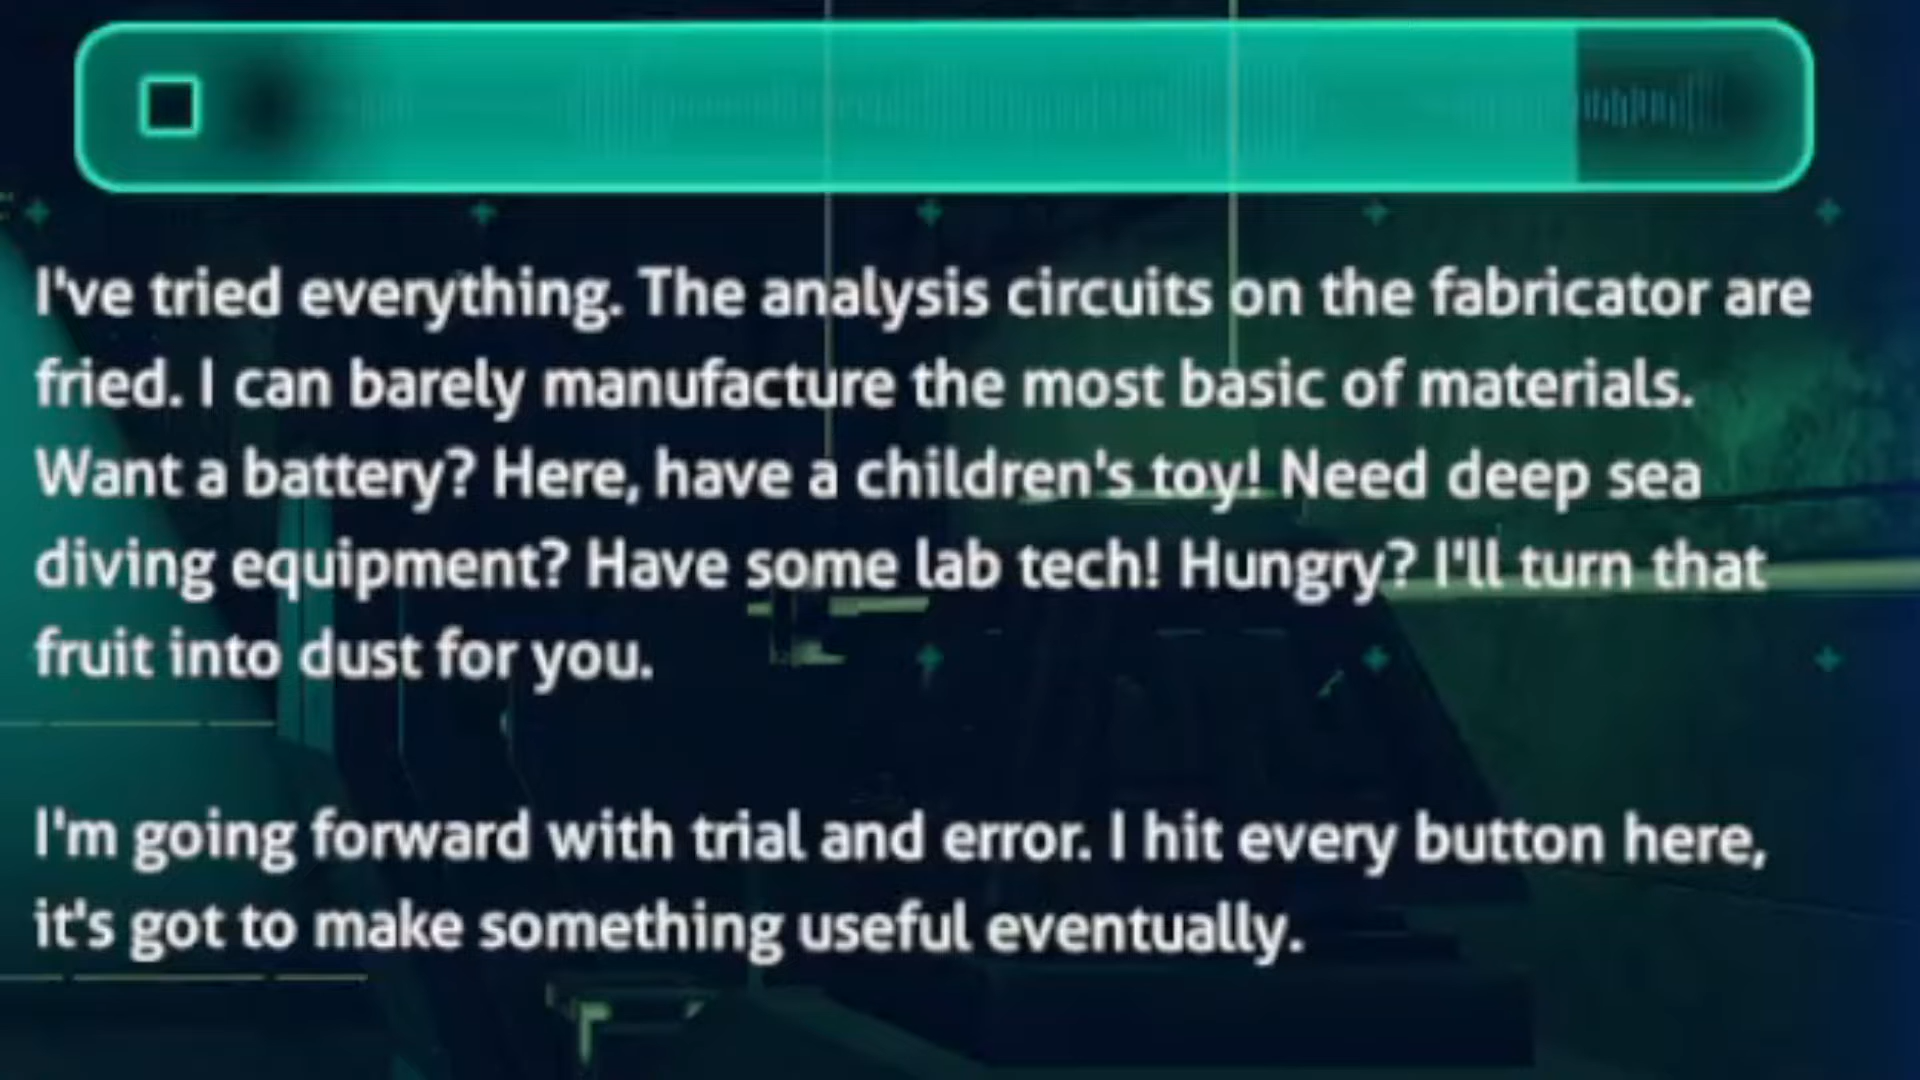 I've tried everything. The analysis circuits on the fabricator are
fried. I can barely manufacture the most basic of materials.
Want a battery? Here, have a children's toy! Need deep sea
diving equipment? Have some lab tech! Hungry? I'll turn that
fruit into dust for you.
I'm going forward with trial and error. I hit every button here,
it's got to make something useful eventually.